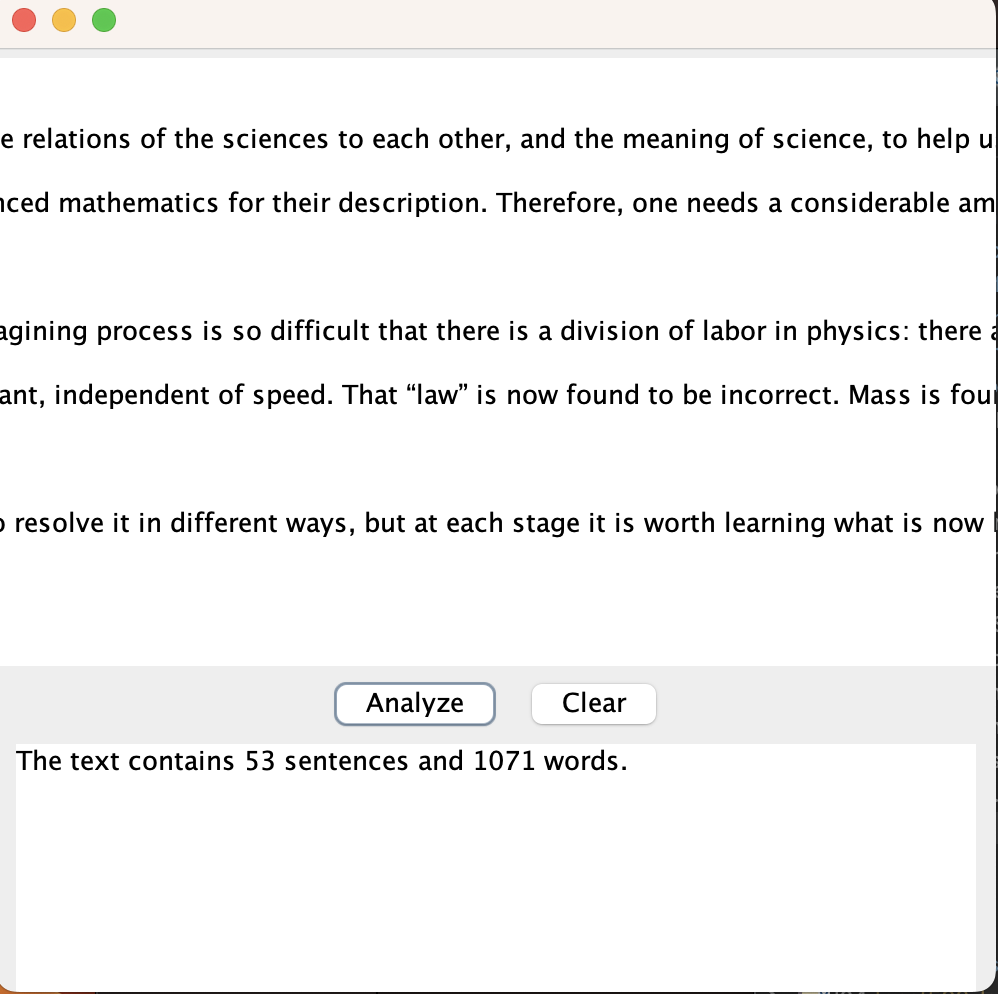 e relations of the sciences to each other, and the meaning of science, to help u
nced mathematics for their description. Therefore, one needs a considerable am
agining process is so difficult that there is a division of labor in physics: there a
ant, independent of speed. That “law” is now found to be incorrect. Mass is four
o resolve it in different ways, but at each stage it is worth learning what is now
Analyze Clear
The text contains 53 sentences and 1071 words.